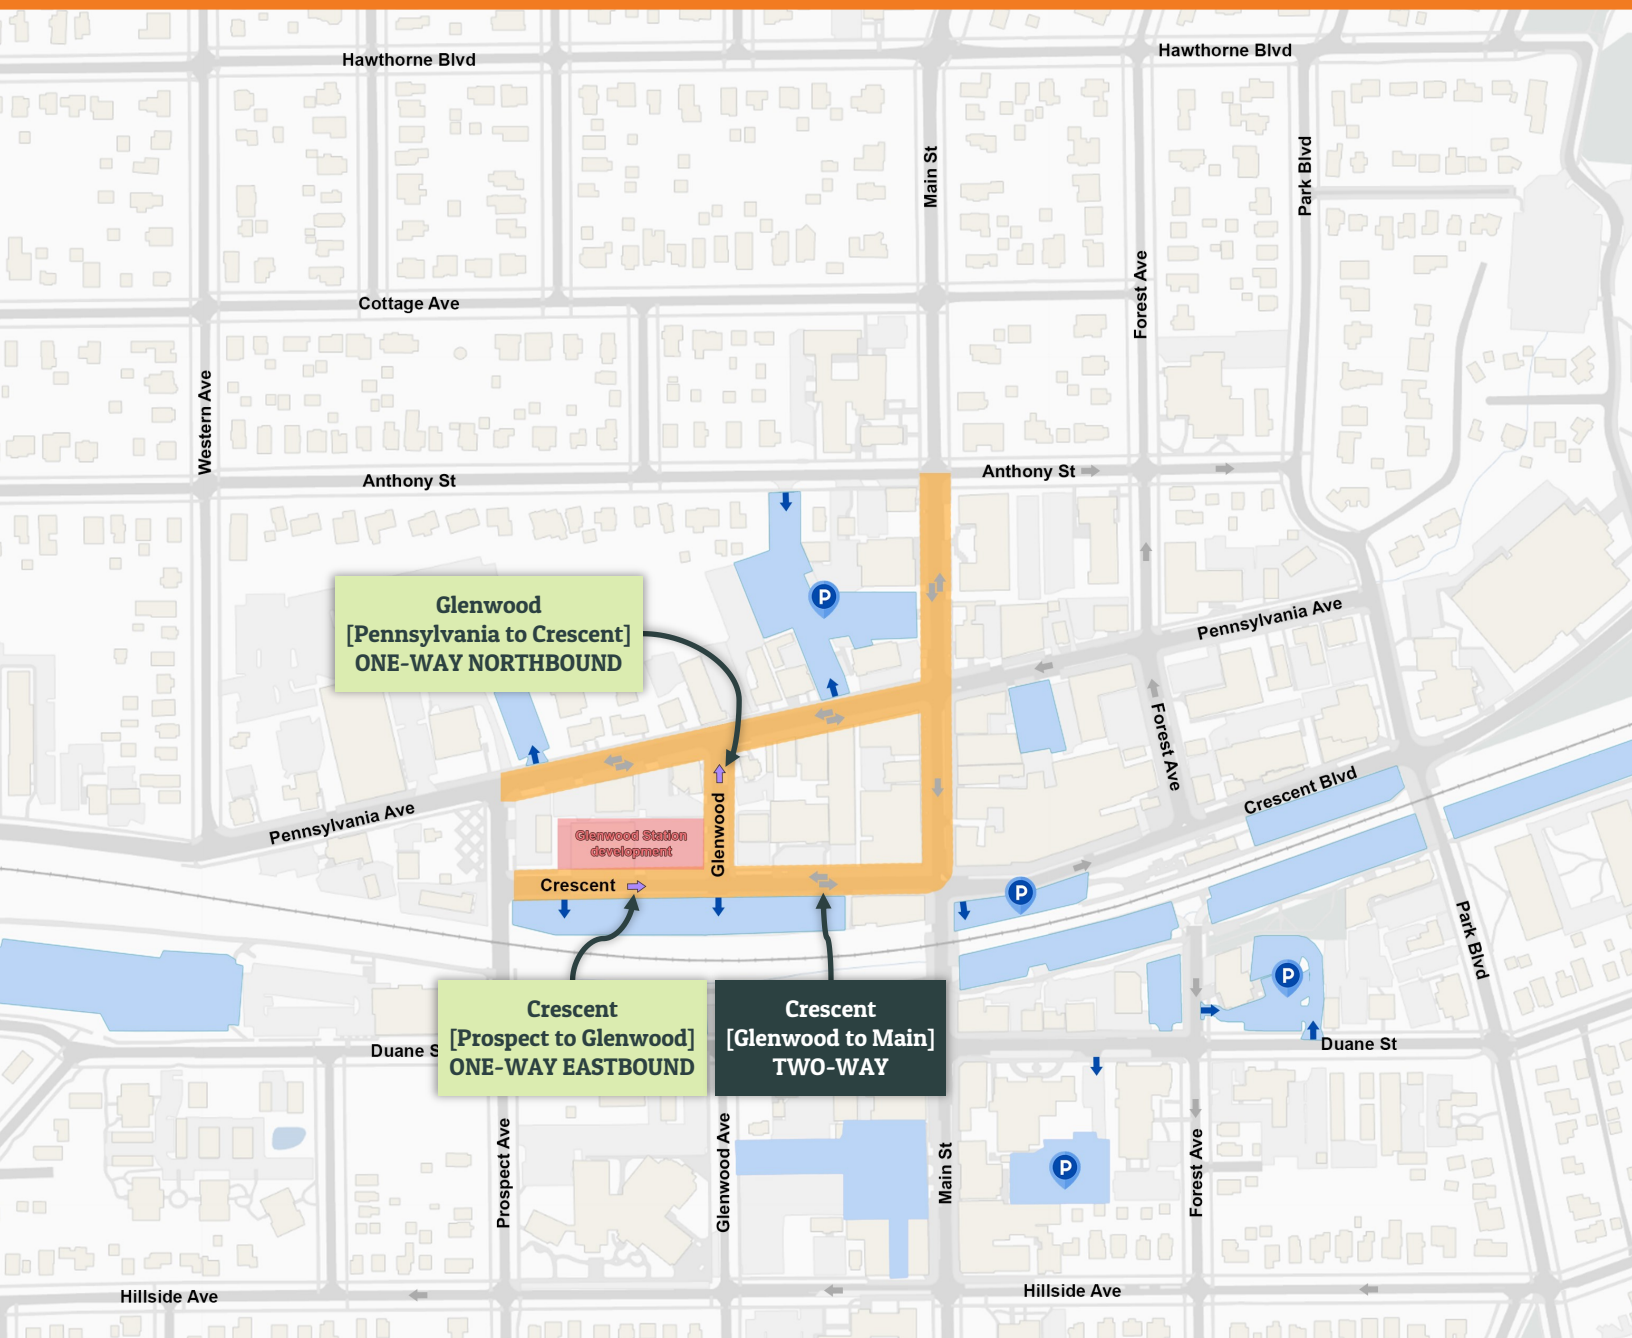 Hawthorne Blvd
Hawthorne Blvd
Main St
Park Blvd
Forest Ave
Cottage Ave
Western Ave
Anthony St
Anthony St
P
Glenwood
[Pennsylvania to Crescent]
ONE-WAY NORTHBOUND
Pennsylvania Ave
Forest Ave
Pennsylvania Ave
Crescent Blvd
Glenwood Station
development
Glenwood
Crescent
P
Park Blvd
P
Crescent
[Prospect to Glenwood]
ONE-WAY EASTBOUND
Crescent
[Glenwood to Main]
TWO-WAY
Duane S
Duane St
Prospect Ave
Glenwood Ave
Main St
P
Forest Ave
Hillside Ave
Hillside Ave